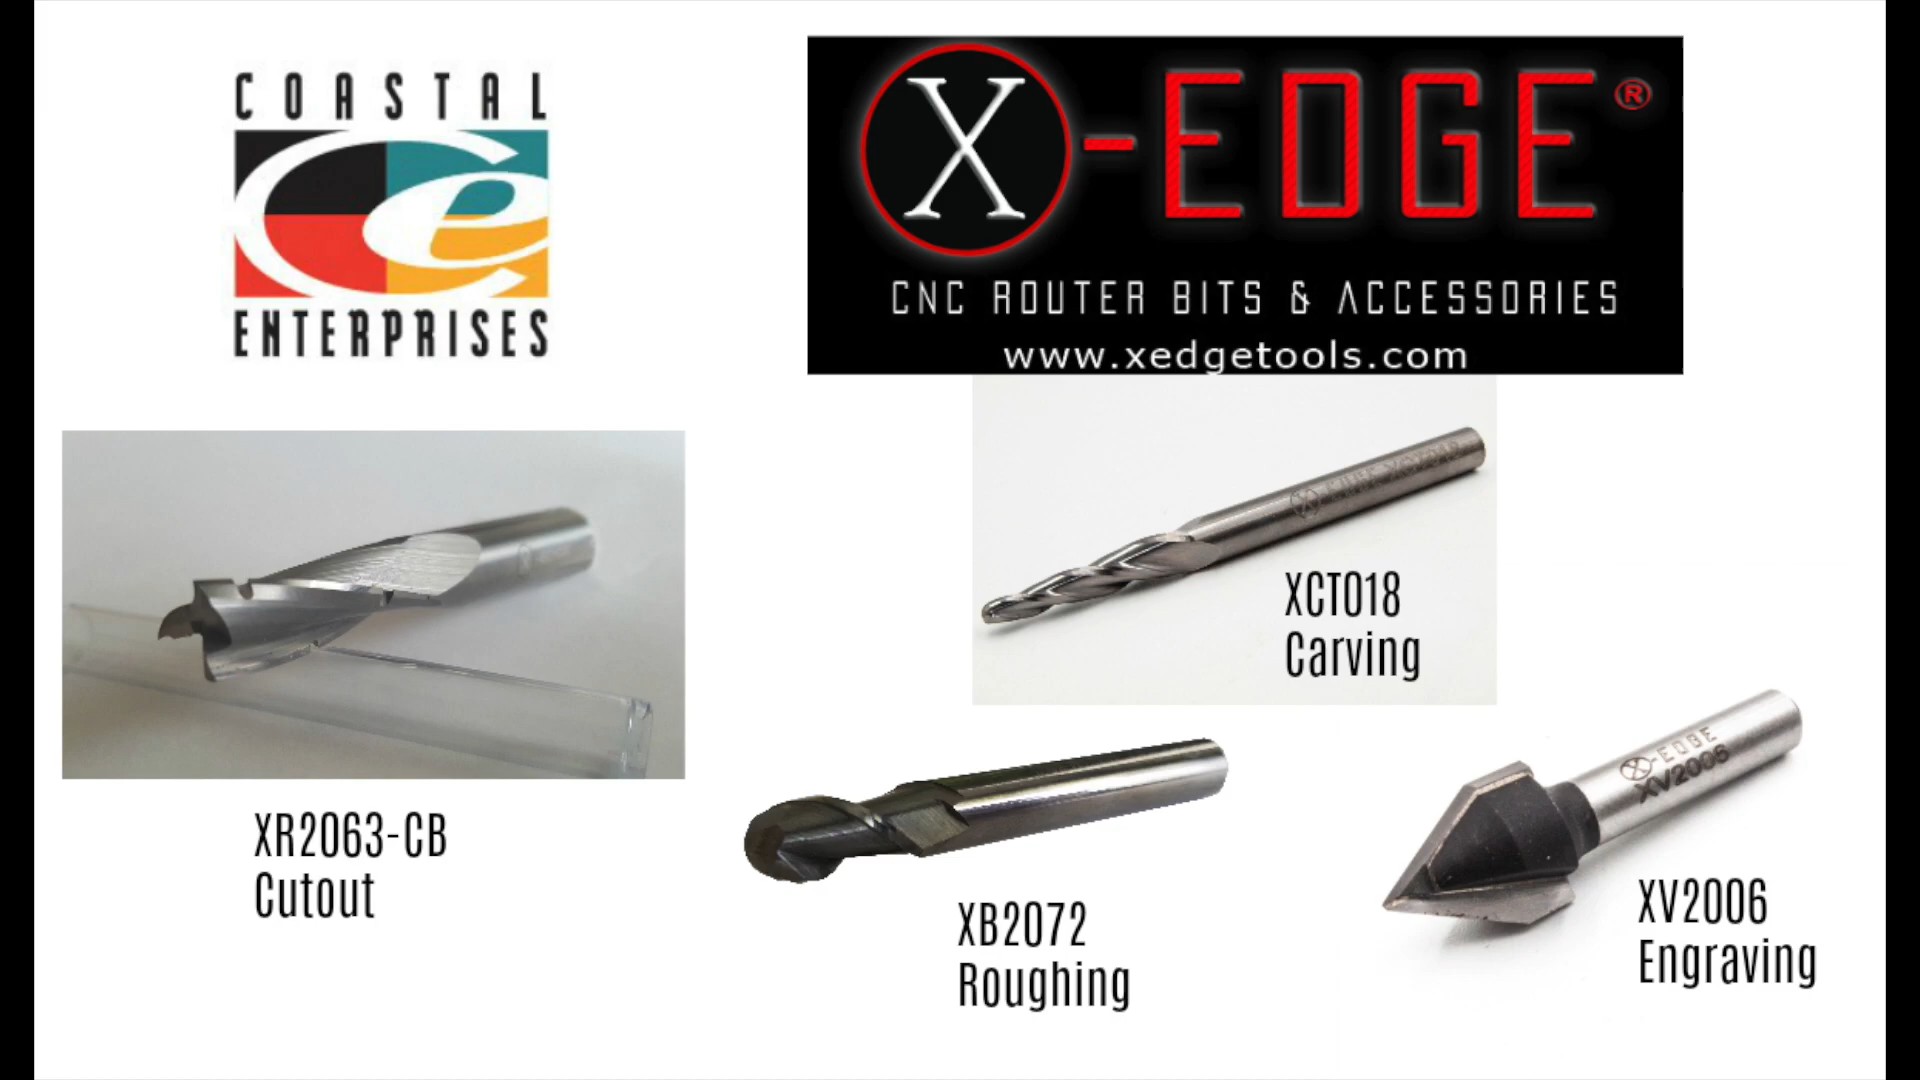 COASTAL
Ce
ENTERPRISES
X-EDGE®
CNC ROUTER BITS & ACCESSORIES
www.xedgetools.com
XCT018
Carving
X-EDGE
XV2006
XR2063-CB
Cutout
XB2072
Roughing
XV2006
Engraving